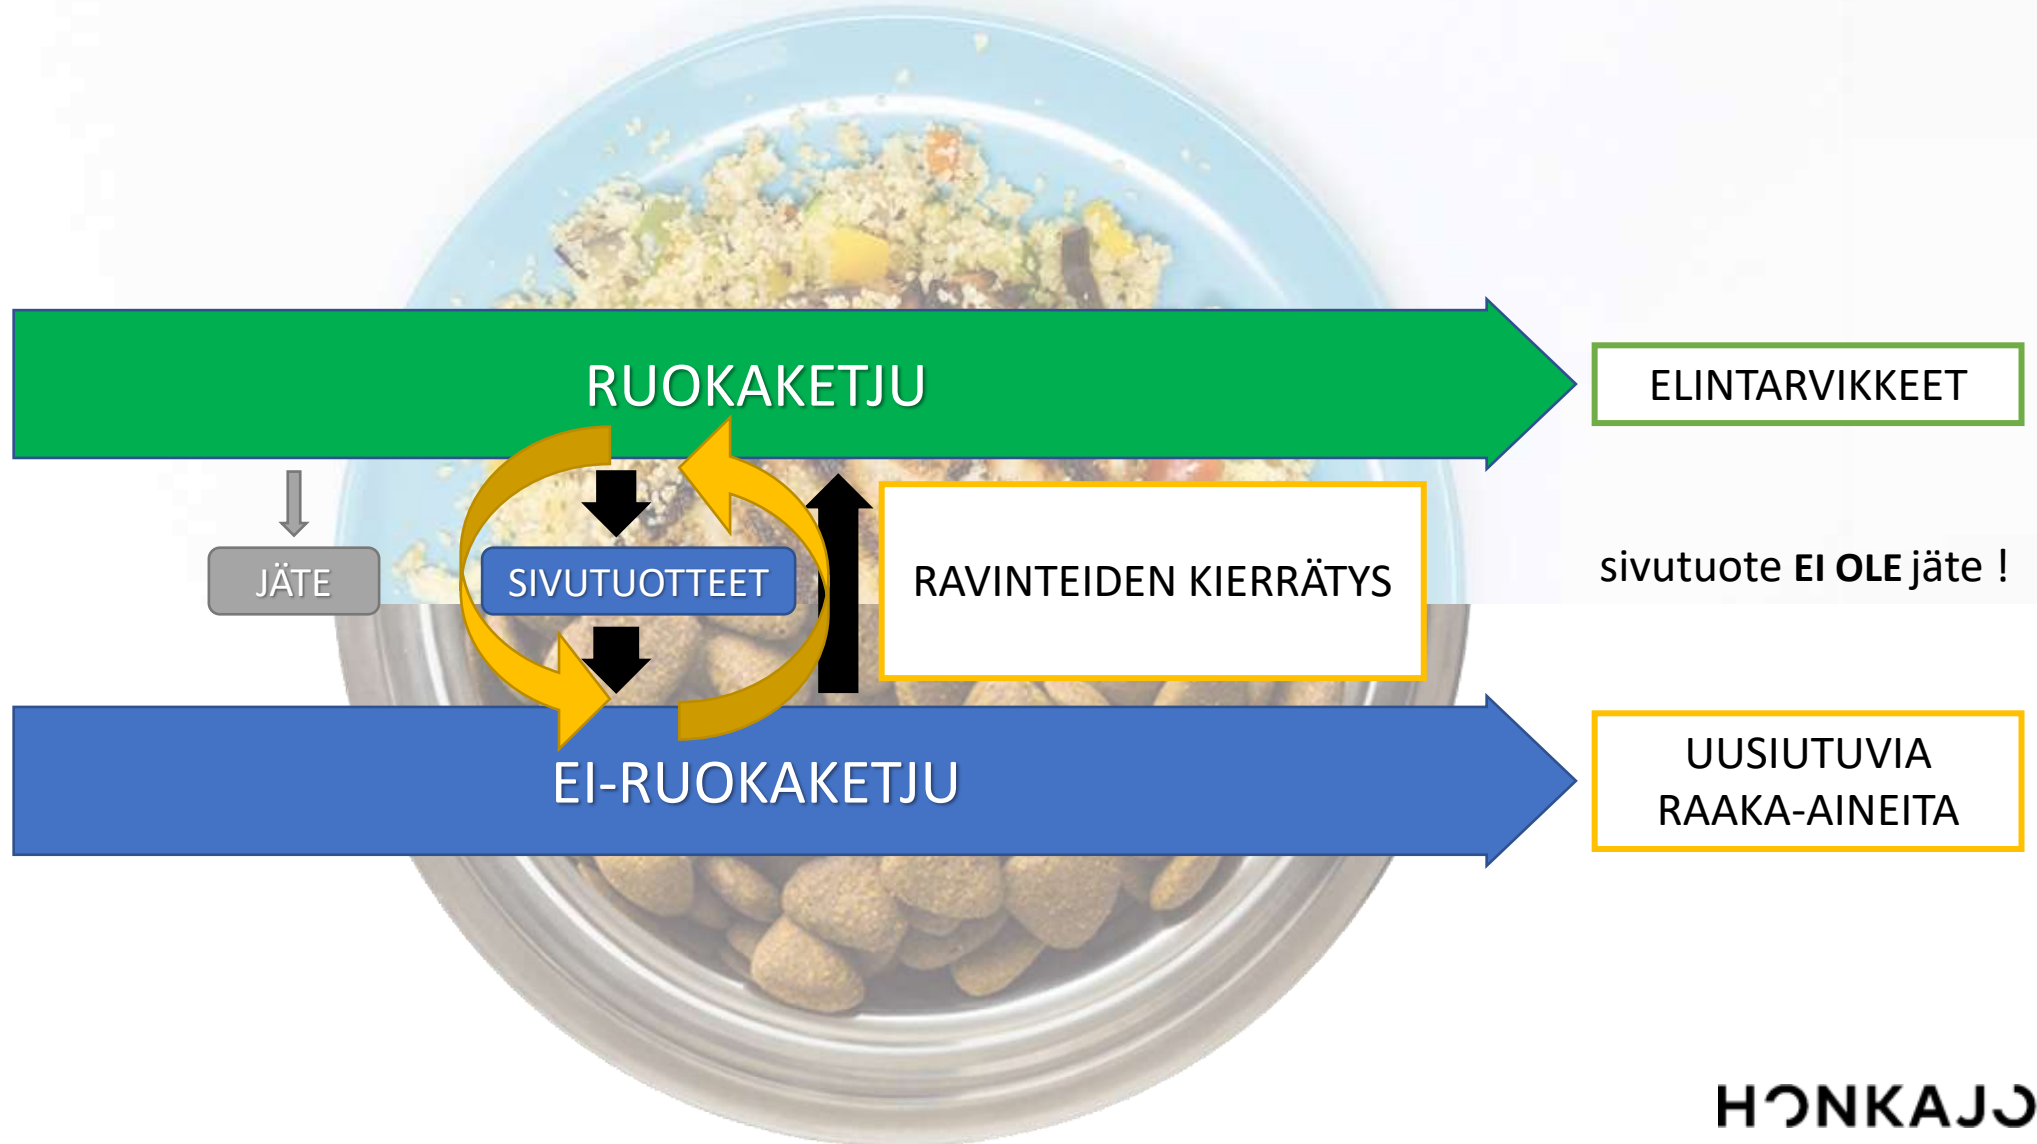 RUOKAKETJU
ELINTARVIKKEET
JÄTE
SIVUTUOTTEET
RAVINTEIDEN KIERRÄTYS
sivutuote EI OLE jäte !
EI-RUOKAKETJU
UUSIUTUVIA
RAAKA-AINEITA
HONKAJO